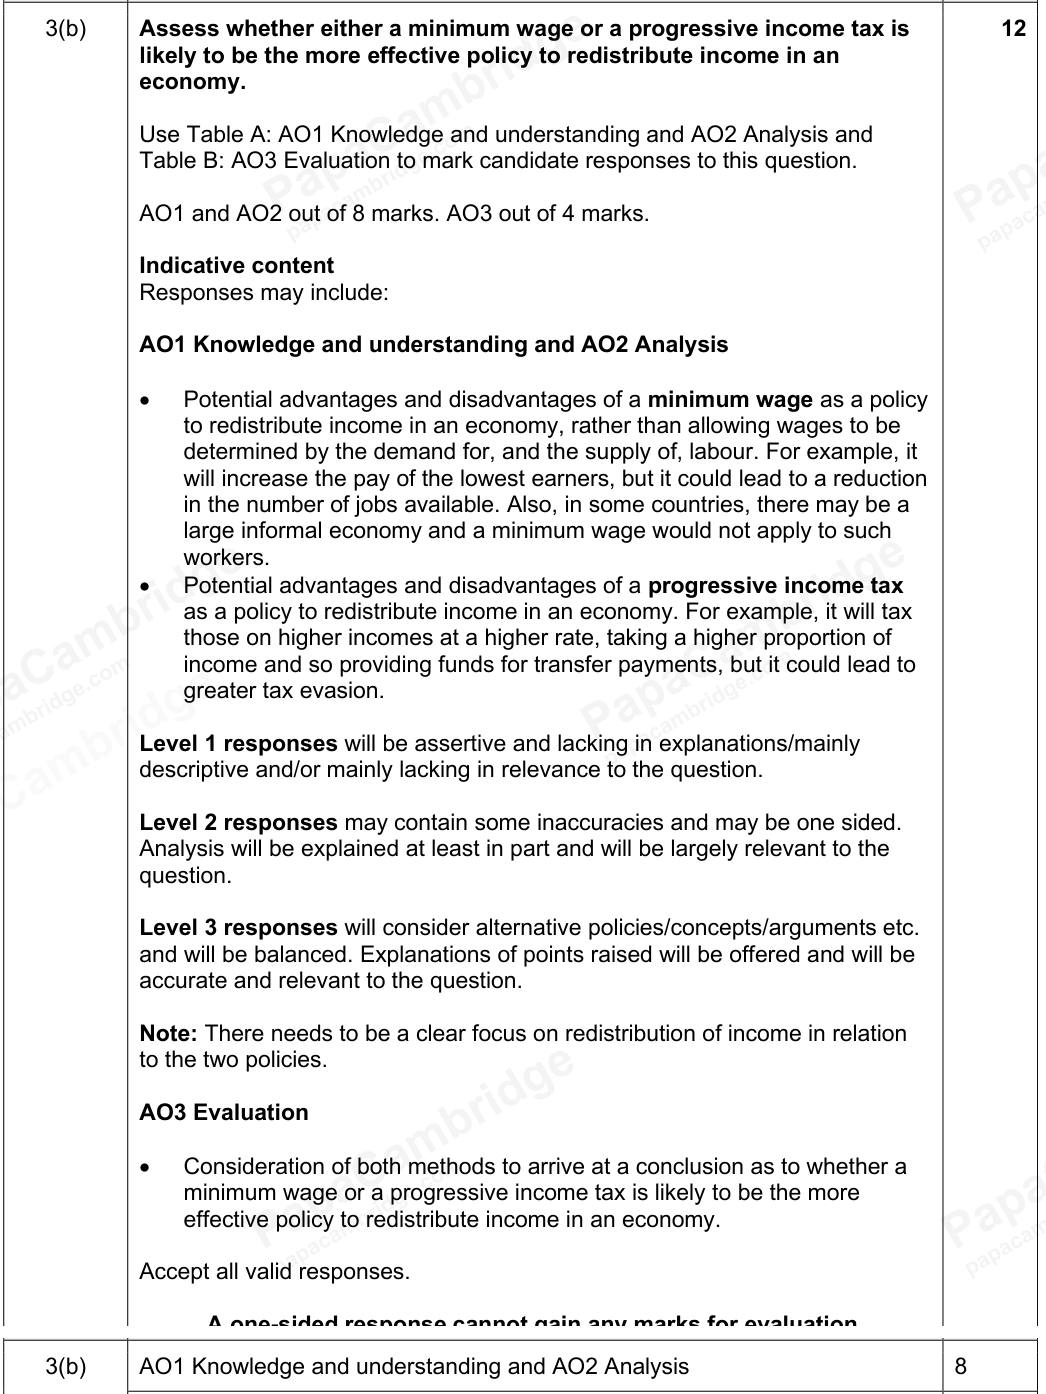 3(b) Assess whether either a minimum wage or a progressive income tax is 12
likely to be the more effective policy to redistribute income in an
economy.
Use Table A: AO1 Knowledge and understanding and AO2 Analysis and
Table B: AO3 Evaluation to mark candidate responses to this question.
AO1 and AO2 out of 8 marks. AO3 out of 4 marks.
Indicative content
Responses may include:
AO1 Knowledge and understanding and AO2 Analysis
• Potential advantages and disadvantages of a minimum wage as a policy
to redistribute income in an economy, rather than allowing wages to be
determined by the demand for, and the supply of, labour. For example, it
will increase the pay of the lowest earners, but it could lead to a reduction
in the number of jobs available. Also, in some countries, there may be a
large informal economy and a minimum wage would not apply to such
workers.
• Potential advantages and disadvantages of a progressive income tax
as a policy to redistribute income in an economy. For example, it will tax
those on higher incomes at a higher rate, taking a higher proportion of
income and so providing funds for transfer payments, but it could lead to
greater tax evasion.
Level 1 responses will be assertive and lacking in explanations/mainly
descriptive and/or mainly lacking in relevance to the question.
Level 2 responses may contain some inaccuracies and may be one sided.
Analysis will be explained at least in part and will be largely relevant to the
question.
Level 3 responses will consider alternative policies/concepts/arguments etc.
and will be balanced. Explanations of points raised will be offered and will be
accurate and relevant to the question.
Note: There needs to be a clear focus on redistribution of income in relation
to the two policies.
AO3 Evaluation
• Consideration of both methods to arrive at a conclusion as to whether a
minimum wage or a progressive income tax is likely to be the more
effective policy to redistribute income in an economy.
Accept all valid responses.
A one-sided response cannot gain any marks for evaluation
3(b) AO1 Knowledge and understanding and AO2 Analysis 8